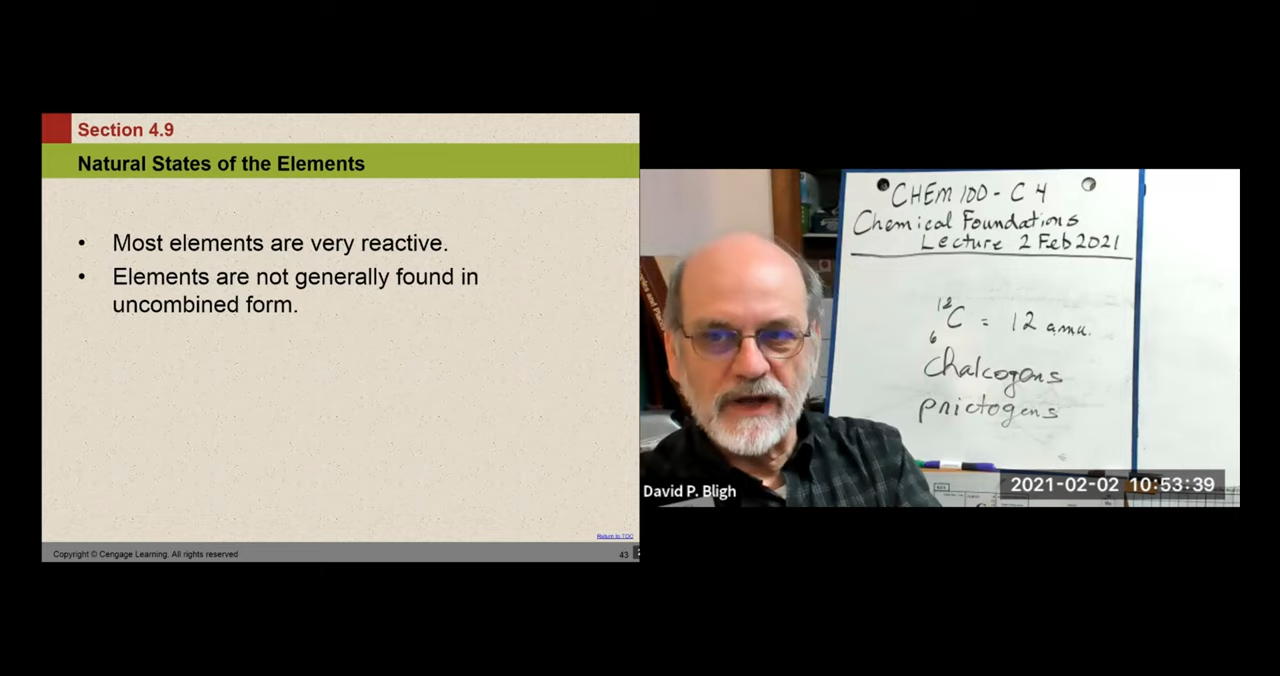 Section 4.9
Natural States of the Elements
• Most elements are very reactive.
• Elements are not generally found in
uncombined form.
Return to TOC
Copyright © Cengage Learning. All rights reserved
43
CHEM 100 - C 4
Chemical Foundations
Lecture 2 Feb 2021
12
C = 12 amu.
6
Chalcogens
pnictogens
David P. Bligh
2021-02-02 10:53:39